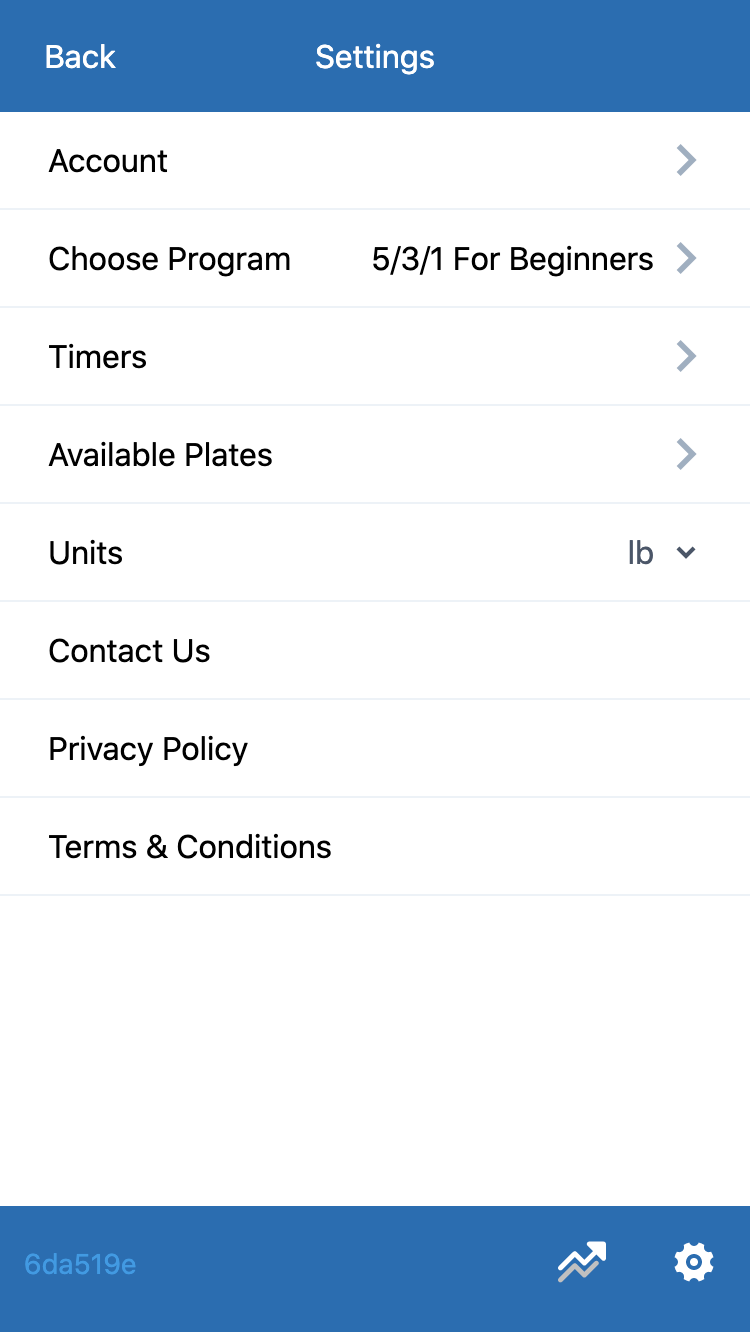 Back Settings
Account
Choose Program 5/3/1 For Beginners
Timers
Available Plates
Units lb
Contact Us
Privacy Policy
Terms & Conditions
6da519e